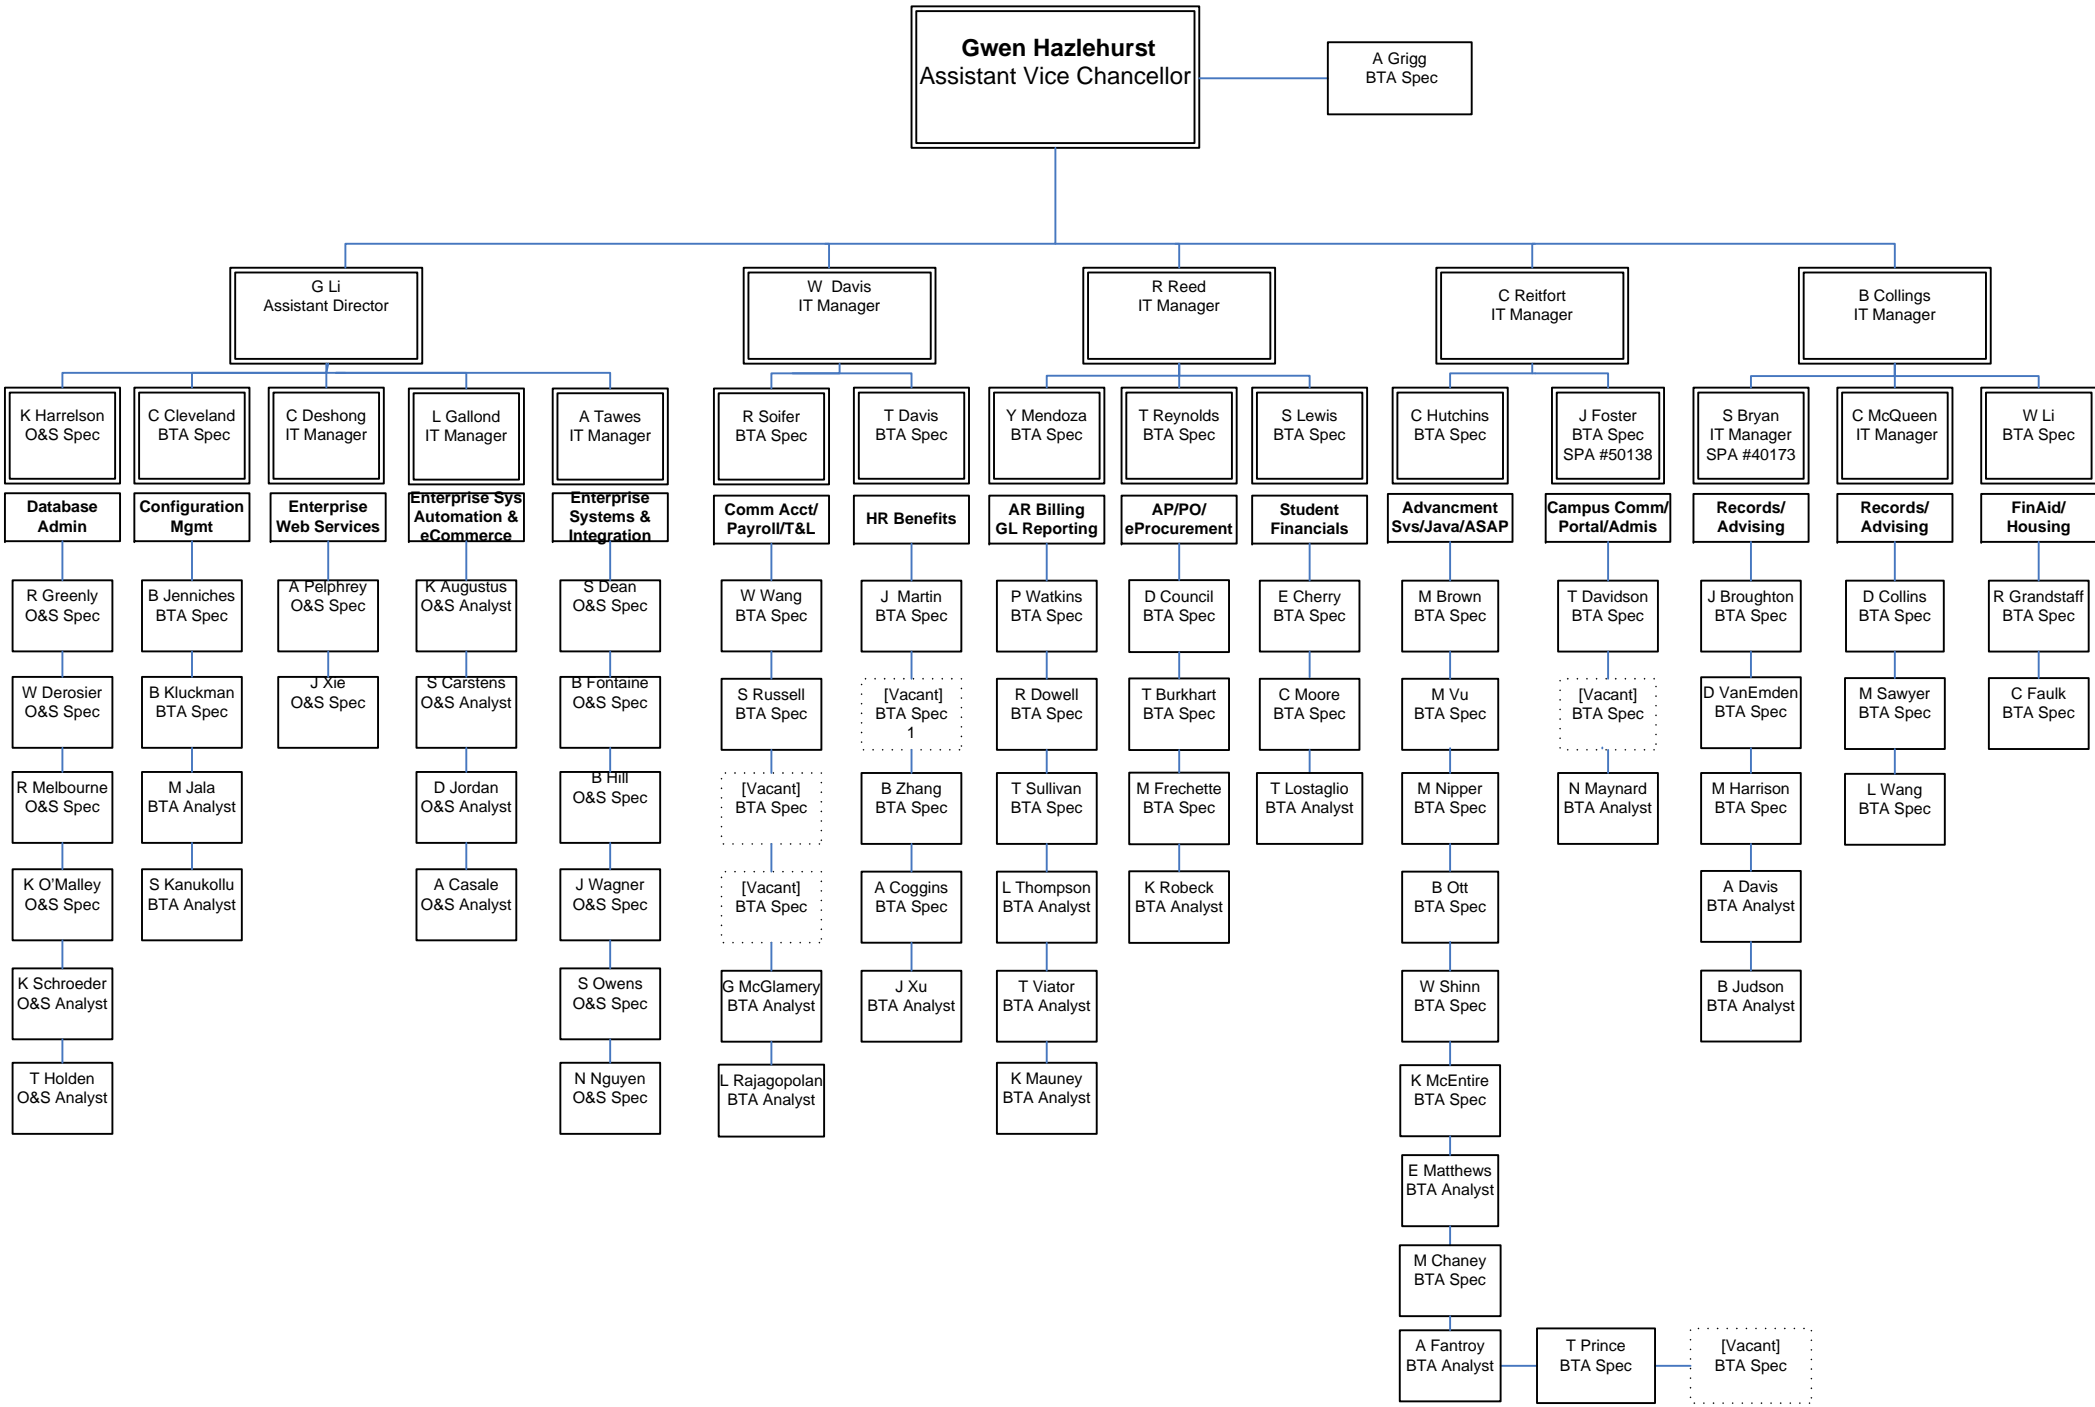 Gwen Hazlehurst
Assistant Vice Chancellor
A Grigg
BTA Spec
G Li
Assistant Director
W  Davis
IT Manager
R Reed
IT Manager
C Reitfort
IT Manager
B Collings
IT Manager
K Harrelson
O&S Spec
C Cleveland
BTA Spec
C Deshong
IT Manager
L Gallond
IT Manager
A Tawes
IT Manager
R Soifer
BTA Spec
T Davis
BTA Spec
Y Mendoza
BTA Spec
T Reynolds
BTA Spec
S Lewis
BTA Spec
C Hutchins
BTA Spec
J Foster
BTA Spec
SPA #50138
S Bryan
IT Manager
SPA #40173
C McQueen
IT Manager
W Li
BTA Spec
Database
Admin
Configuration
Mgmt
Enterprise
Web Services
Enterprise Sys
Automation &
eCommerce
Enterprise
Systems &
Integration
Comm Acct/
Payroll/T&L
HR Benefits
AR Billing
GL Reporting
AP/PO/
eProcurement
Student
Financials
Advancment
Svs/Java/ASAP
Campus Comm/
Portal/Admis
Records/
Advising
Records/
Advising
FinAid/
Housing
R Greenly
O&S Spec
B Jenniches
BTA Spec
A Pelphrey
O&S Spec
K Augustus
O&S Analyst
S Dean
O&S Spec
W Wang
BTA Spec
J  Martin
BTA Spec
P Watkins
BTA Spec
D Council
BTA Spec
E Cherry
BTA Spec
M Brown
BTA Spec
T Davidson
BTA Spec
J Broughton
BTA Spec
D Collins
BTA Spec
R Grandstaff
BTA Spec
W Derosier
O&S Spec
B Kluckman
BTA Spec
J Xie
O&S Spec
S Carstens
O&S Analyst
B Fontaine
O&S Spec
S Russell
BTA Spec
[Vacant]
BTA Spec
1
R Dowell
BTA Spec
T Burkhart
BTA Spec
C Moore
BTA Spec
M Vu
BTA Spec
[Vacant]
BTA Spec
D VanEmden
BTA Spec
M Sawyer
BTA Spec
C Faulk
BTA Spec
R Melbourne
O&S Spec
M Jala
BTA Analyst
D Jordan
O&S Analyst
B Hill
O&S Spec
[Vacant]
BTA Spec
B Zhang
BTA Spec
T Sullivan
BTA Spec
M Frechette
BTA Spec
T Lostaglio
BTA Analyst
M Nipper
BTA Spec
N Maynard
BTA Analyst
M Harrison
BTA Spec
L Wang
BTA Spec
K O’Malley
O&S Spec
S Kanukollu
BTA Analyst
A Casale
O&S Analyst
J Wagner
O&S Spec
[Vacant]
BTA Spec
A Coggins
BTA Spec
L Thompson
BTA Analyst
K Robeck
BTA Analyst
B Ott
BTA Spec
A Davis
BTA Analyst
K Schroeder
O&S Analyst
S Owens
O&S Spec
G McGlamery
BTA Analyst
J Xu
BTA Analyst
T Viator
BTA Analyst
W Shinn
BTA Spec
B Judson
BTA Analyst
T Holden
O&S Analyst
N Nguyen
O&S Spec
L Rajagopolan
BTA Analyst
K Mauney
BTA Analyst
K McEntire
BTA Spec
E Matthews
BTA Analyst
M Chaney
BTA Spec
A Fantroy
BTA Analyst
T Prince
BTA Spec
[Vacant]
BTA Spec